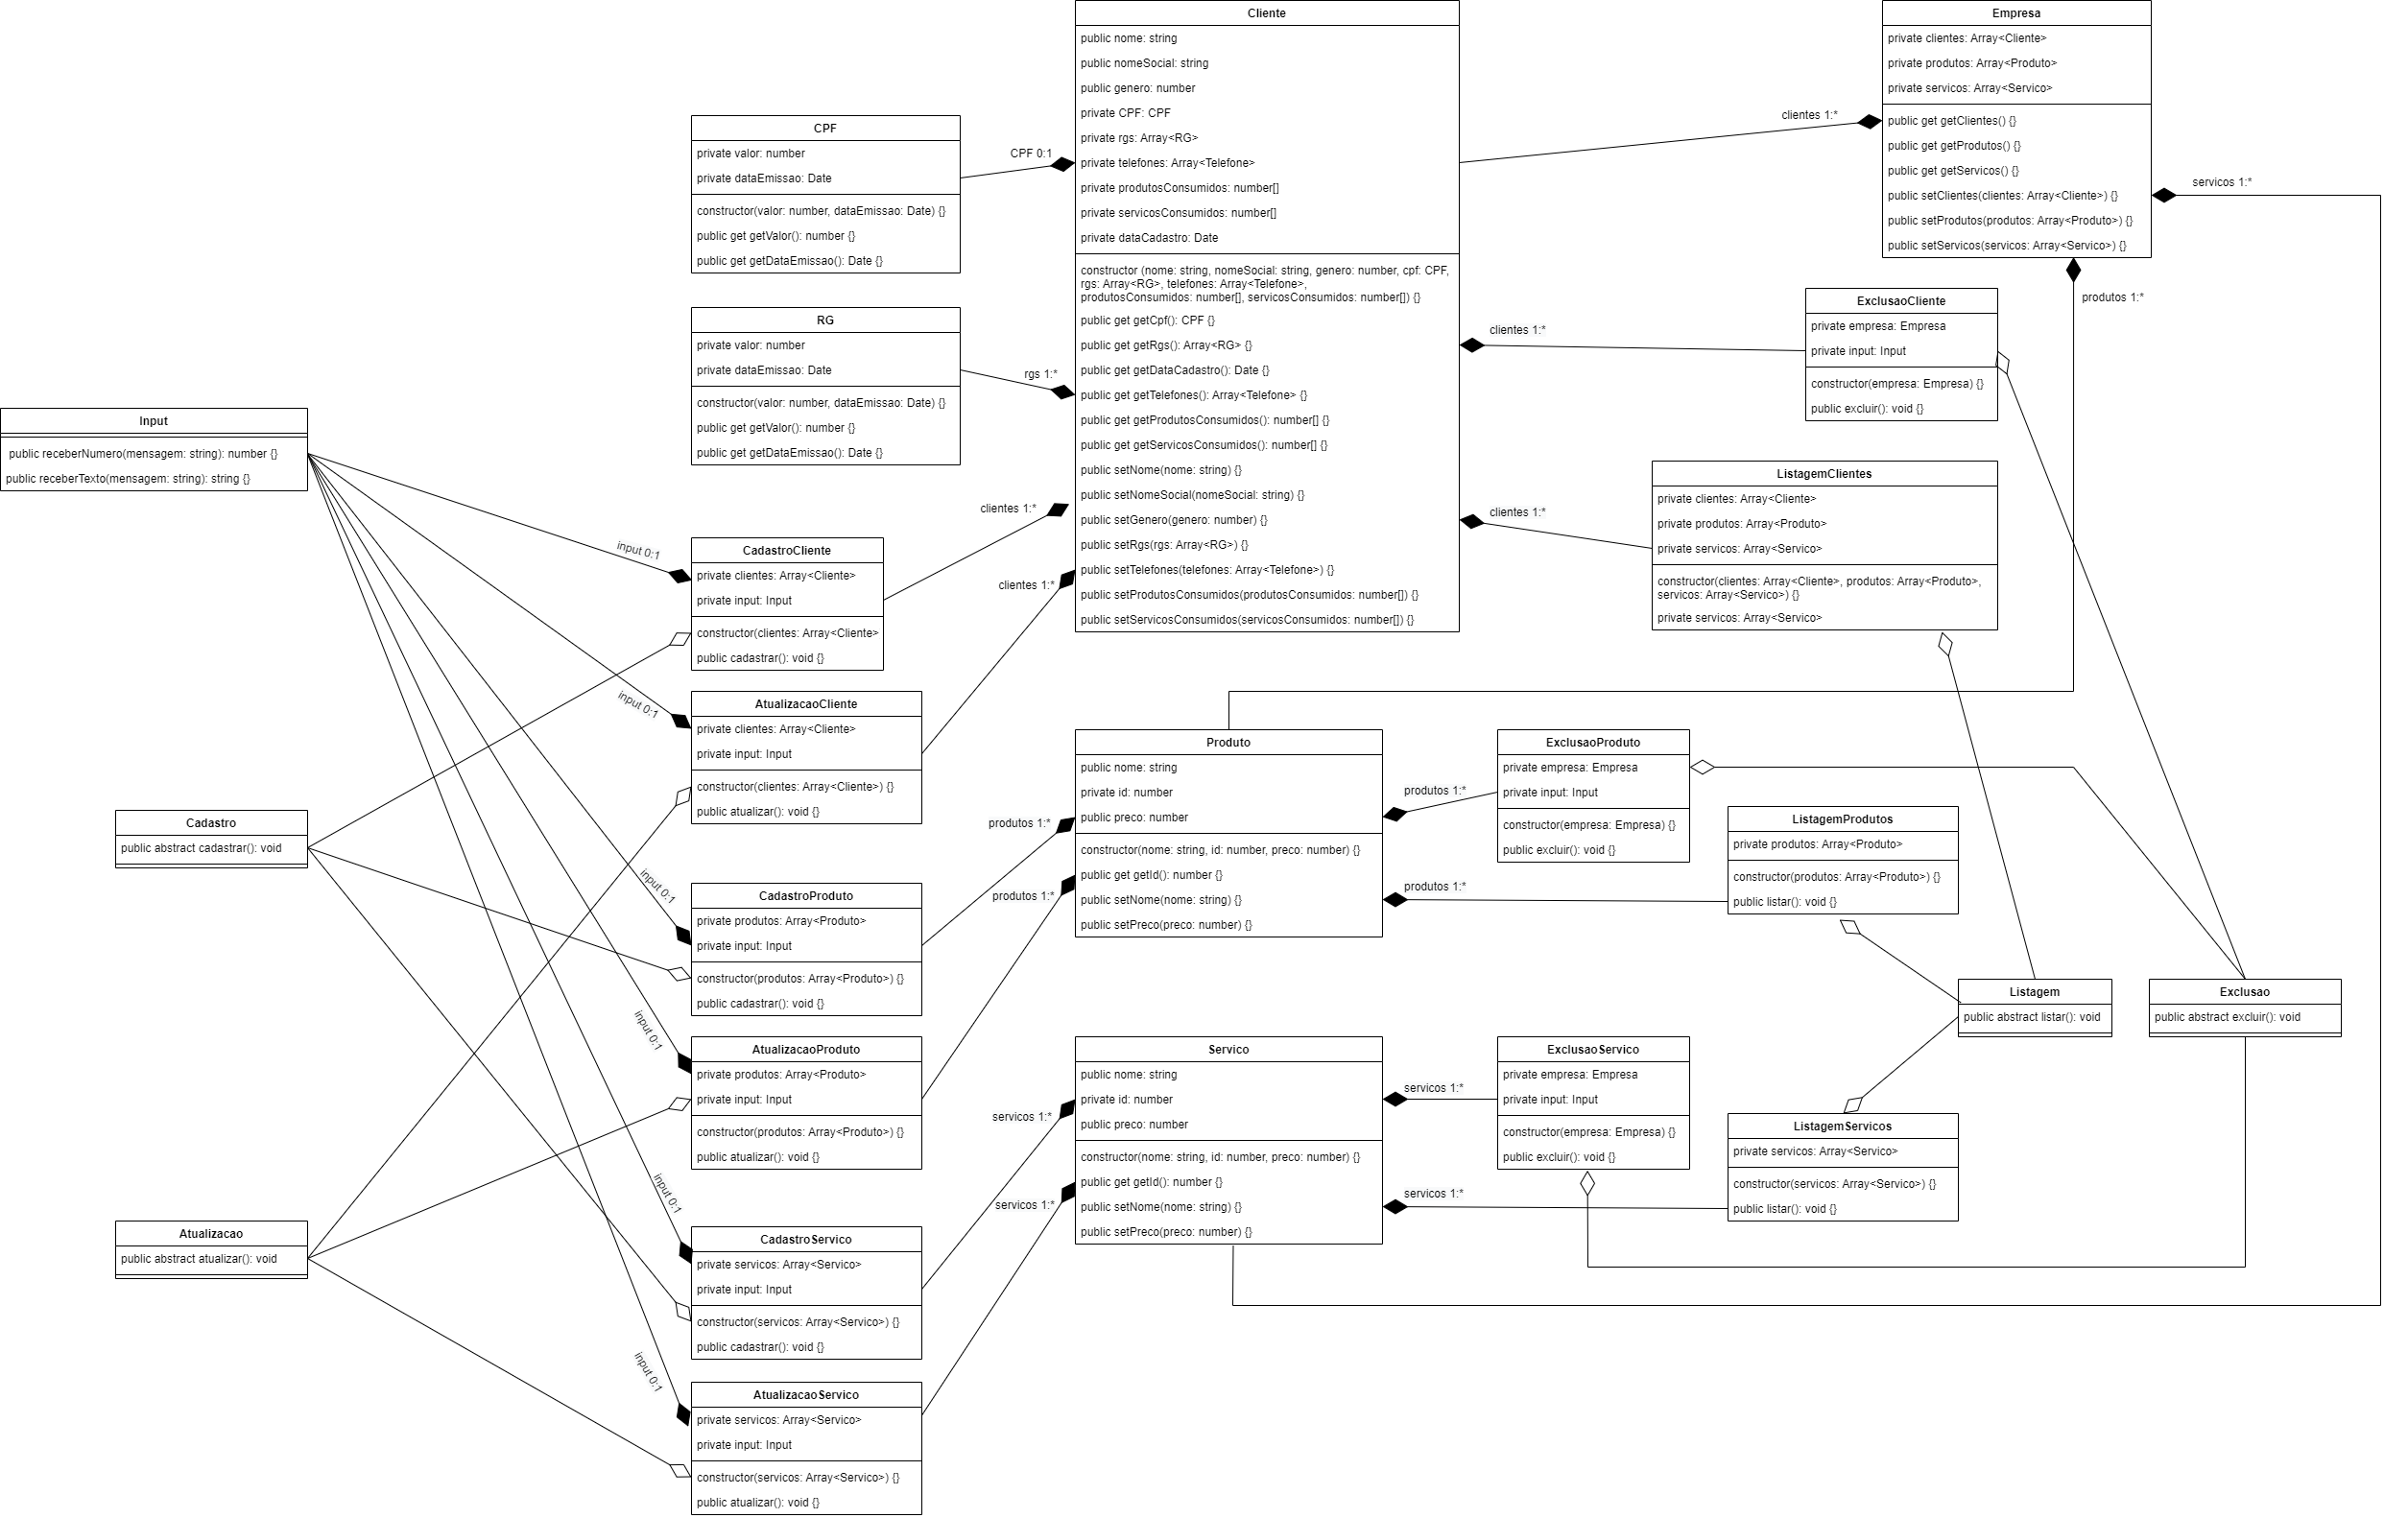 Cliente
public nome: string
public nomeSocial: string
public genero: number
private CPF: CPF
private rgs: Array<RG>
private telefones: Array<Telefone>
private produtosConsumidos: number[]
private servicosConsumidos: number[]
private dataCadastro: Date
constructor (nome: string, nomeSocial: string, genero: number, cpf: CPF,
rgs: Array<RG>, telefones: Array<Telefone>,
produtosConsumidos: number[], servicosConsumidos: number[]) {}
public get getCpf(): CPF {}
public get getRgs(): Array<RG> {}
public get getDataCadastro(): Date {}
public get getTelefones(): Array<Telefone> {}
public get getProdutosConsumidos(): number[] {}
public get getServicosConsumidos(): number[] {}
public setNome(nome: string) {}
public setNomeSocial(nomeSocial: string) {}
public setGenero(genero: number) {}
public setRgs(rgs: Array<RG>) {}
public setTelefones(telefones: Array<Telefone>) {}
public setProdutosConsumidos(produtosConsumidos: number[]) {}
public setServicosConsumidos(servicosConsumidos: number[]) {}
Empresa
private clientes: Array<Cliente>
private produtos: Array<Produto>
private servicos: Array<Servico>
public get getClientes() {}
public get getProdutos() {}
public get getServicos() {}
public setClientes(clientes: Array<Cliente>) {}
public setProdutos(produtos: Array<Produto>) {}
public setServicos(servicos: Array<Servico>) {}
clientes 1:*
servicos 1:*
produtos 1:*
CPF
private valor: number
private dataEmissao: Date
constructor(valor: number, dataEmissao: Date) {}
public get getValor(): number {}
public get getDataEmissao(): Date {}
CPF 0:1
RG
private valor: number
private dataEmissao: Date
constructor(valor: number, dataEmissao: Date) {}
public get getValor(): number {}
public get getDataEmissao(): Date {}
rgs 1:*
ExclusaoCliente
private empresa: Empresa
private input: Input
constructor(empresa: Empresa) {}
public excluir(): void {}
clientes 1:*
ListagemClientes
private clientes: Array<Cliente>
private produtos: Array<Produto>
private servicos: Array<Servico>
constructor(clientes: Array<Cliente>, produtos: Array<Produto>,
servicos: Array<Servico>) {}
private servicos: Array<Servico>
clientes 1:*
Input
public receberNumero(mensagem: string): number {}
public receberTexto(mensagem: string): string {}
CadastroCliente
private clientes: Array<Cliente>
private input: Input
constructor(clientes: Array<Cliente>
public cadastrar(): void {}
input 0:1
clientes 1:*
AtualizacaoCliente
private clientes: Array<Cliente>
private input: Input
constructor(clientes: Array<Cliente>) {}
public atualizar(): void {}
input 0:1
clientes 1:*
Cadastro
public abstract cadastrar(): void
CadastroProduto
private produtos: Array<Produto>
private input: Input
constructor(produtos: Array<Produto>) {}
public cadastrar(): void {}
input 0:1
produtos 1:*
Produto
public nome: string
private id: number
public preco: number
constructor(nome: string, id: number, preco: number) {}
public get getId(): number {}
public setNome(nome: string) {}
public setPreco(preco: number) {}
ExclusaoProduto
private empresa: Empresa
private input: Input
constructor(empresa: Empresa) {}
public excluir(): void {}
produtos 1:*
ListagemProdutos
private produtos: Array<Produto>
constructor(produtos: Array<Produto>) {}
public listar(): void {}
produtos 1:*
AtualizacaoProduto
private produtos: Array<Produto>
private input: Input
constructor(produtos: Array<Produto>) {}
public atualizar(): void {}
input 0:1
produtos 1:*
Listagem
public abstract listar(): void
Exclusao
public abstract excluir(): void
Servico
public nome: string
private id: number
public preco: number
constructor(nome: string, id: number, preco: number) {}
public get getId(): number {}
public setNome(nome: string) {}
public setPreco(preco: number) {}
ExclusaoServico
private empresa: Empresa
private input: Input
constructor(empresa: Empresa) {}
public excluir(): void {}
servicos 1:*
ListagemServicos
private servicos: Array<Servico>
constructor(servicos: Array<Servico>) {}
public listar(): void {}
servicos 1:*
Atualizacao
public abstract atualizar(): void
CadastroServico
private servicos: Array<Servico>
private input: Input
constructor(servicos: Array<Servico>) {}
public cadastrar(): void {}
input 0:1
servicos 1:*
AtualizacaoServico
private servicos: Array<Servico>
private input: Input
constructor(servicos: Array<Servico>) {}
public atualizar(): void {}
input 0:1
servicos 1:*